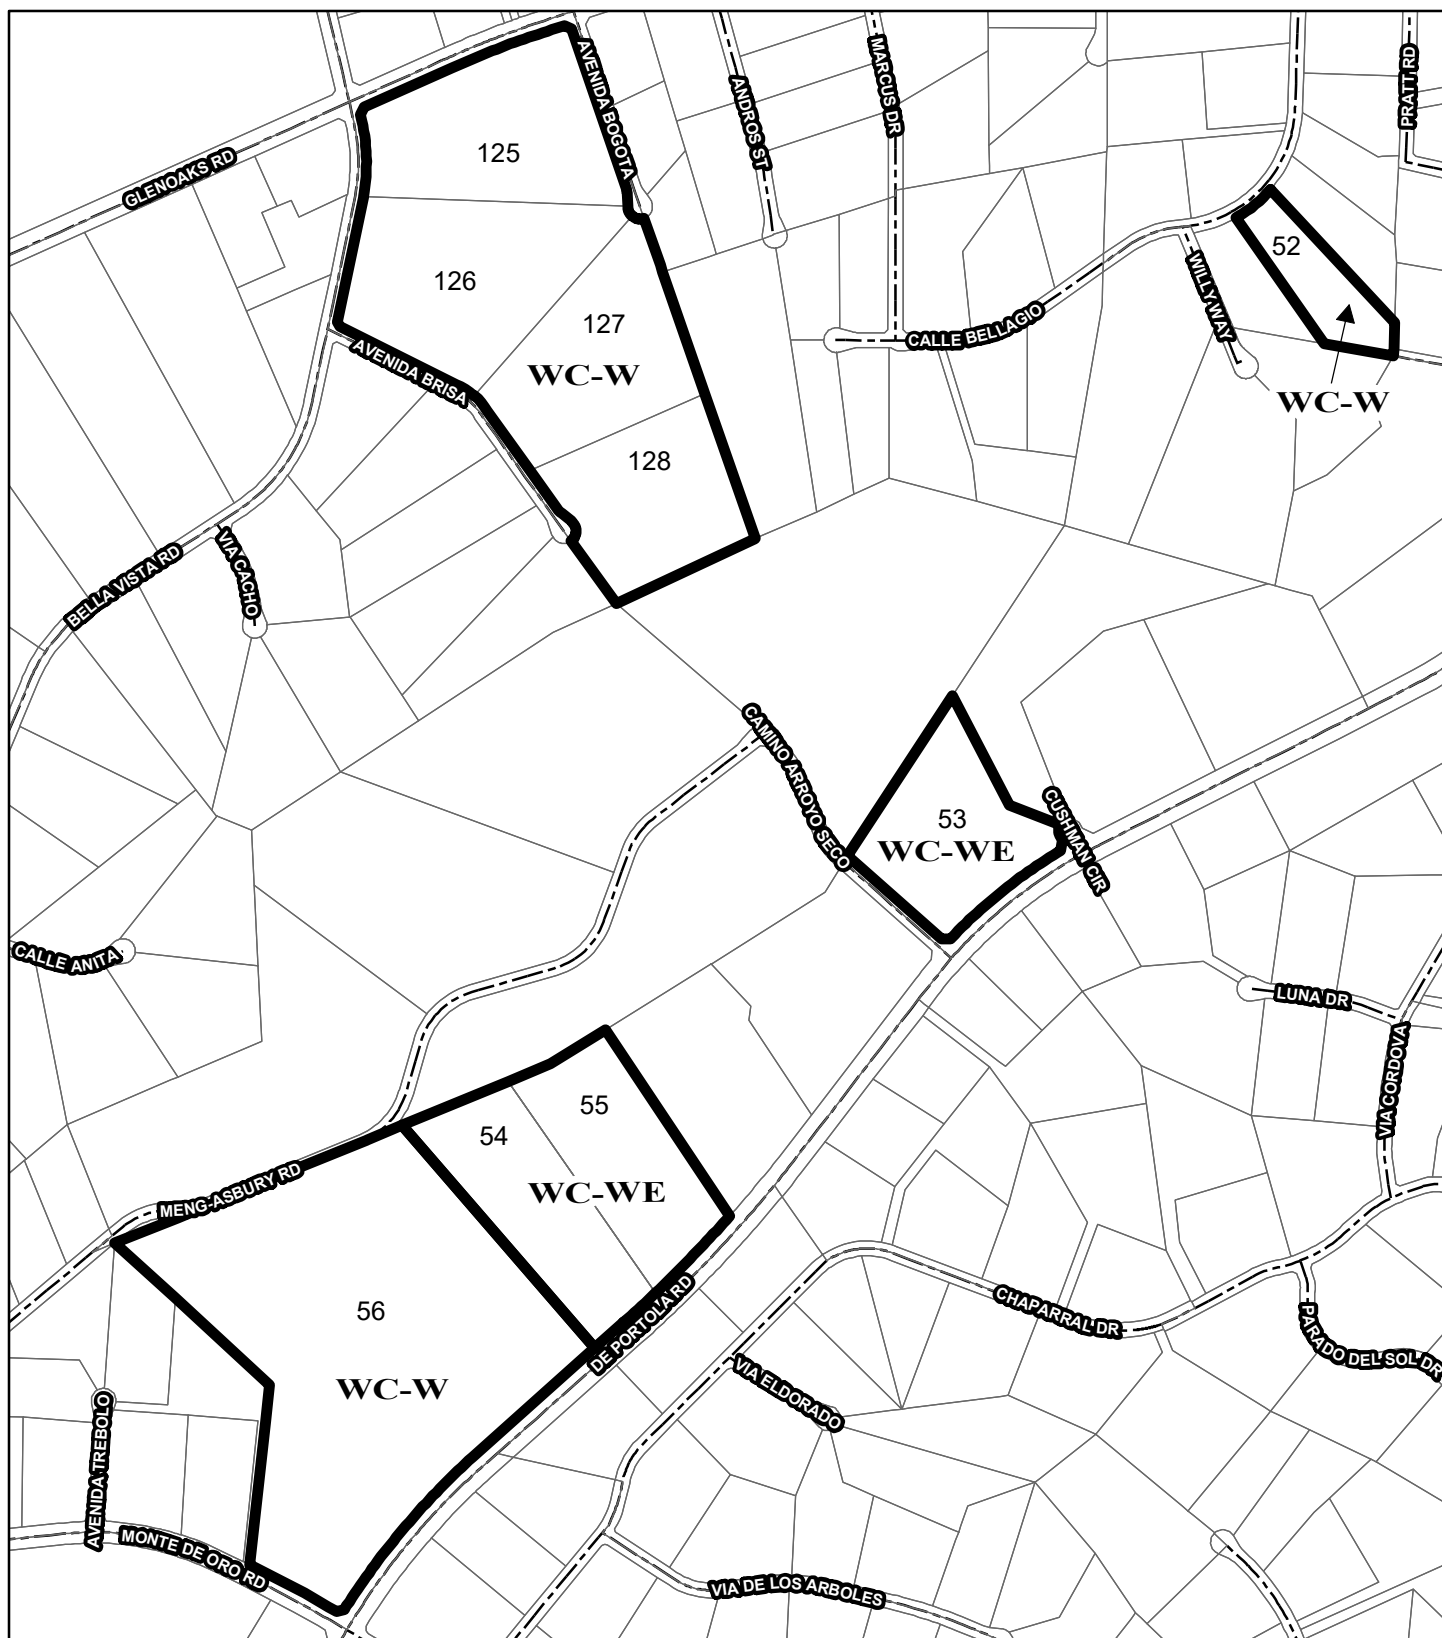 AVENIDA BOGOTA
ANDROS ST
MARCUS DR
PRATT RD
GLENOAKS RD
125
126
127
WC-W
128
AVENIDA BRISA
52
WILLY WAY
CALLE BELLAGIO
WC-W
BELLA VISTA RD
VIA CACHO
CAMINO ARROYO SECO
53
WC-WE
CUSHMAN CIR
CALLE ANITA
LUNA DR
VIA CORDOVA
55
54
WC-WE
MENG-ASBURY RD
56
WC-W
DE PORTOLA RD
CHAPARRAL DR
PARADO DEL SOL DR
VIA ELDORADO
AVENIDA TREBOLO
MONTE DE ORO RD
VIA DE LOS ARBOLES